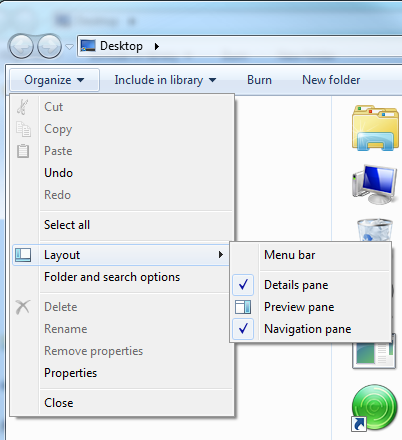 Desktop
Organize Include in library Burn New folder
Cut
Copy
Paste
Undo
Redo
Select all
Layout
Folder and search options
Delete
Rename
Remove properties
Properties
Close
Menu bar
Details pane
Preview pane
Navigation pane